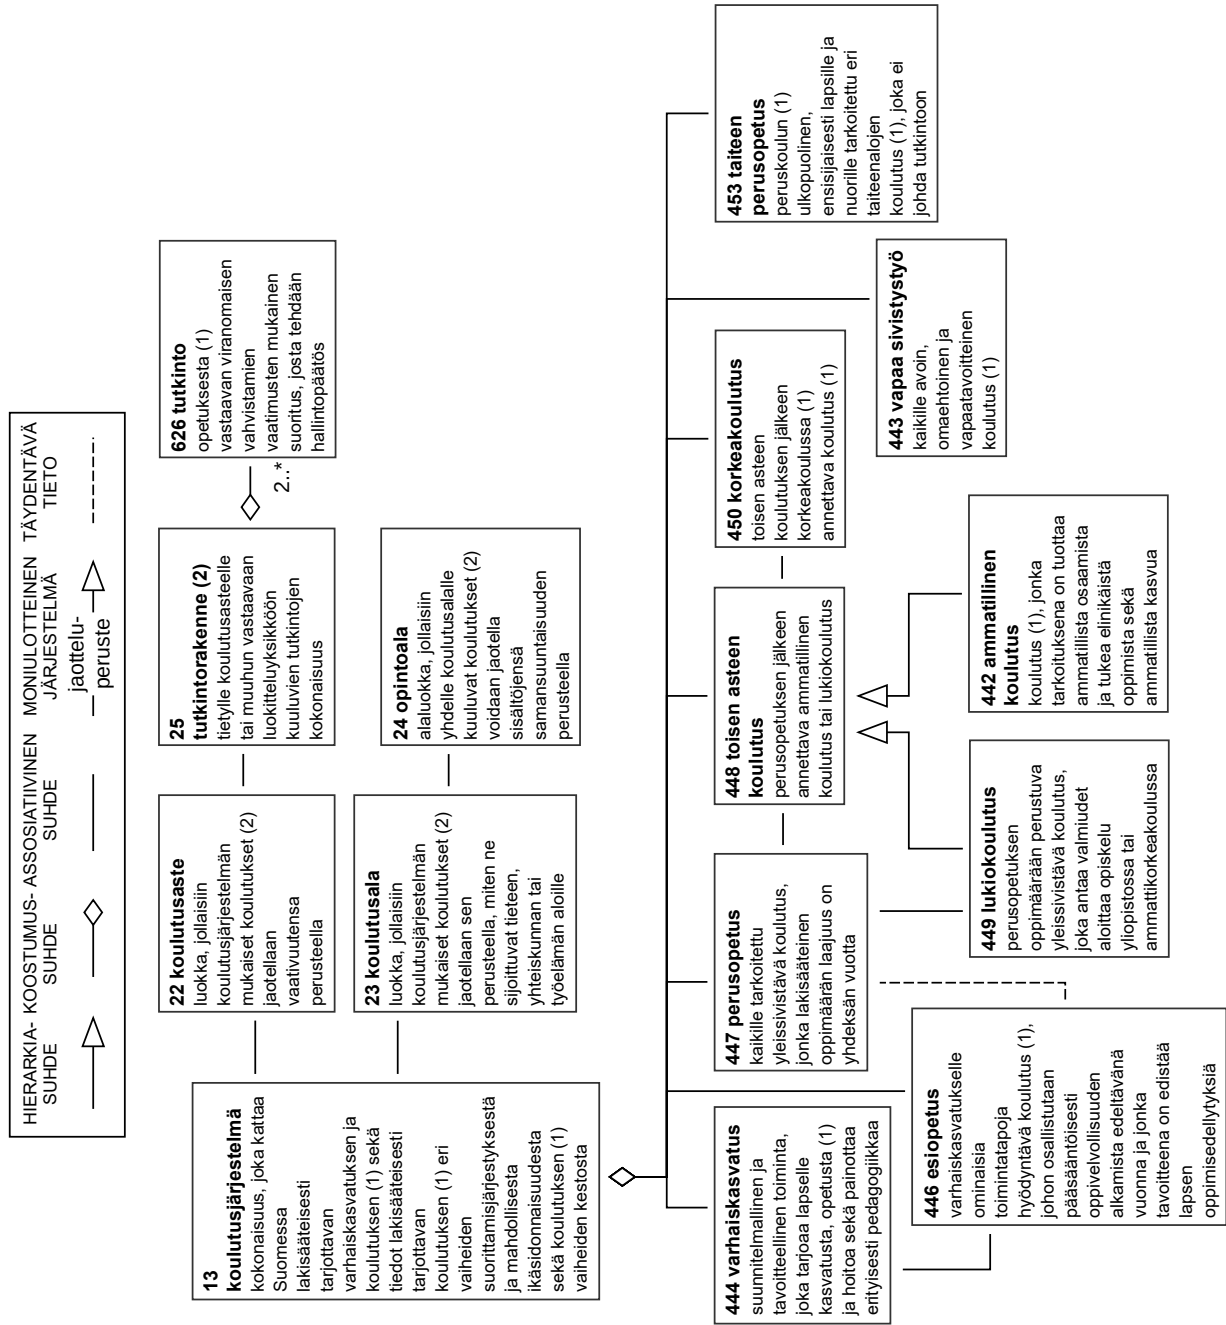 HIERARKIA-
SUHDE
KOOSTUMUS-
SUHDE
ASSOSIATIIVINEN
SUHDE
MONIULOTTEINEN
JÄRJESTELMÄ
jaottelu-
peruste
TÄYDENTÄVÄ
TIETO
13
koulutusjärjestelmä
kokonaisuus, joka kattaa
Suomessa
lakisääteisesti
tarjottavan
varhaiskasvatuksen ja
koulutuksen (1) sekä
tiedot lakisääteisesti
tarjottavan
koulutuksen (1) eri
vaiheiden
suorittamisjärjestyksestä
ja mahdollisesta
ikäsidonnaisuudesta
sekä koulutuksen (1)
vaiheiden kestosta
22 koulutusaste
luokka, jollaisiin
koulutusjärjestelmän
mukaiset koulutukset (2)
jaotellaan
vaativuutensa
perusteella
25
tutkintorakenne (2)
tietylle koulutusasteelle
tai muuhun vastaavaan
luokitteluyksikköön
kuuluvien tutkintojen
kokonaisuus
2..*
626 tutkinto
opetuksesta (1)
vastaavan viranomaisen
vahvistamien
vaatimusten mukainen
suoritus, josta tehdään
hallintopäätös
23 koulutusala
luokka, jollaisiin
koulutusjärjestelmän
mukaiset koulutukset (2)
jaotellaan sen
perusteella, miten ne
sijoittuvat tieteen,
yhteiskunnan tai
työelämän aloille
24 opintoala
alaluokka, jollaisiin
yhdelle koulutusalalle
kuuluvat koulutukset (2)
voidaan jaotella
sisältöjensä
samansuuntaisuuden
perusteella
444 varhaiskasvatus
suunnitelmallinen ja
tavoitteellinen toiminta,
joka tarjoaa lapselle
kasvatusta, opetusta (1)
ja hoitoa sekä painottaa
erityisesti pedagogiikkaa
447 perusopetus
kaikille tarkoitettu
yleissivistävä koulutus,
jonka lakisääteinen
oppimäärän laajuus on
yhdeksän vuotta
448 toisen asteen
koulutus
perusopetuksen jälkeen
annettava ammatillinen
koulutus tai lukiokoulutus
450 korkeakoulutus
toisen asteen
koulutuksen jälkeen
korkeakoulussa (1)
annettava koulutus (1)
453 taiteen
perusopetus
peruskoulun (1)
ulkopuolinen,
ensisijaisesti lapsille ja
nuorille tarkoitettu eri
taiteenalojen
koulutus (1), joka ei
johda tutkintoon
443 vapaa sivistystyö
kaikille avoin,
omaehtoinen ja
vapaatavoitteinen
koulutus (1)
446 esiopetus
varhaiskasvatukselle
ominaisia
toimintatapoja
hyödyntävä koulutus (1),
johon osallistutaan
pääsääntöisesti
oppivelvollisuuden
alkamista edeltävänä
vuonna ja jonka
tavoitteena on edistää
lapsen
oppimisedellytyksiä
449 lukiokoulutus
perusopetuksen
oppimäärään perustuva
yleissivistävä koulutus,
joka antaa valmiudet
aloittaa opiskelu
yliopistossa tai
ammattikorkeakoulussa
442 ammatillinen
koulutus
koulutus (1), jonka
tarkoituksena on tuottaa
ammatillista osaamista
ja tukea elinikäistä
oppimista sekä
ammatillista kasvua